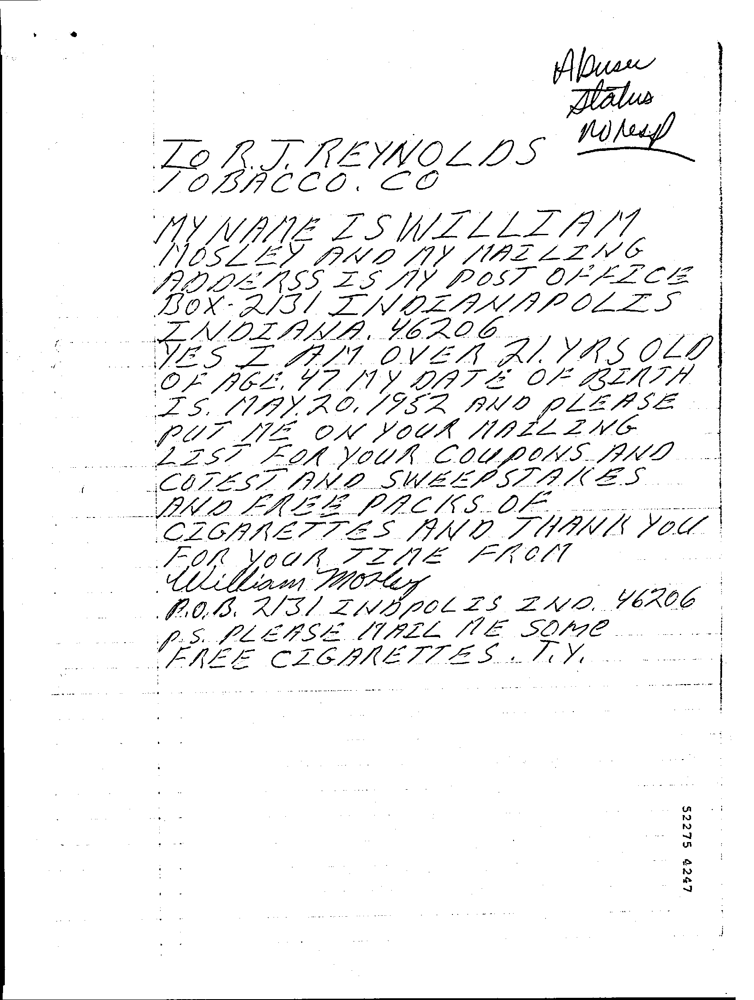 Abuser
Status
no resp
TO R.J. REYNOLDS
TOBACCO. CO
MY NAME IS WILLIAM
MOSLEY AND MY MAILING
ADDERSS IS MY POST OFFICE
BOX-2131 INDIANAPOLIS
INDIANA. 46206
YES I AM OVER 21. YRS OLD
OF AGE. 47 MY DATE OF BIRTH
IS. MAY. 20. 1952 AND PLEASE
PUT ME ON YOUR MAILING
LIST FOR YOUR COUPONS AND
COTEST AND SWEEPSTAKES
AND FREE PACKS OF
CIGARETTES AND THANK YOU
FOR YOUR TIME FROM
William Mosley
P.O.B. 2131 INDPOLIS IND. 46206
P.S. PLEASE MAIL ME SOME
FREE CIGARETTES. T.Y.
52275 4247